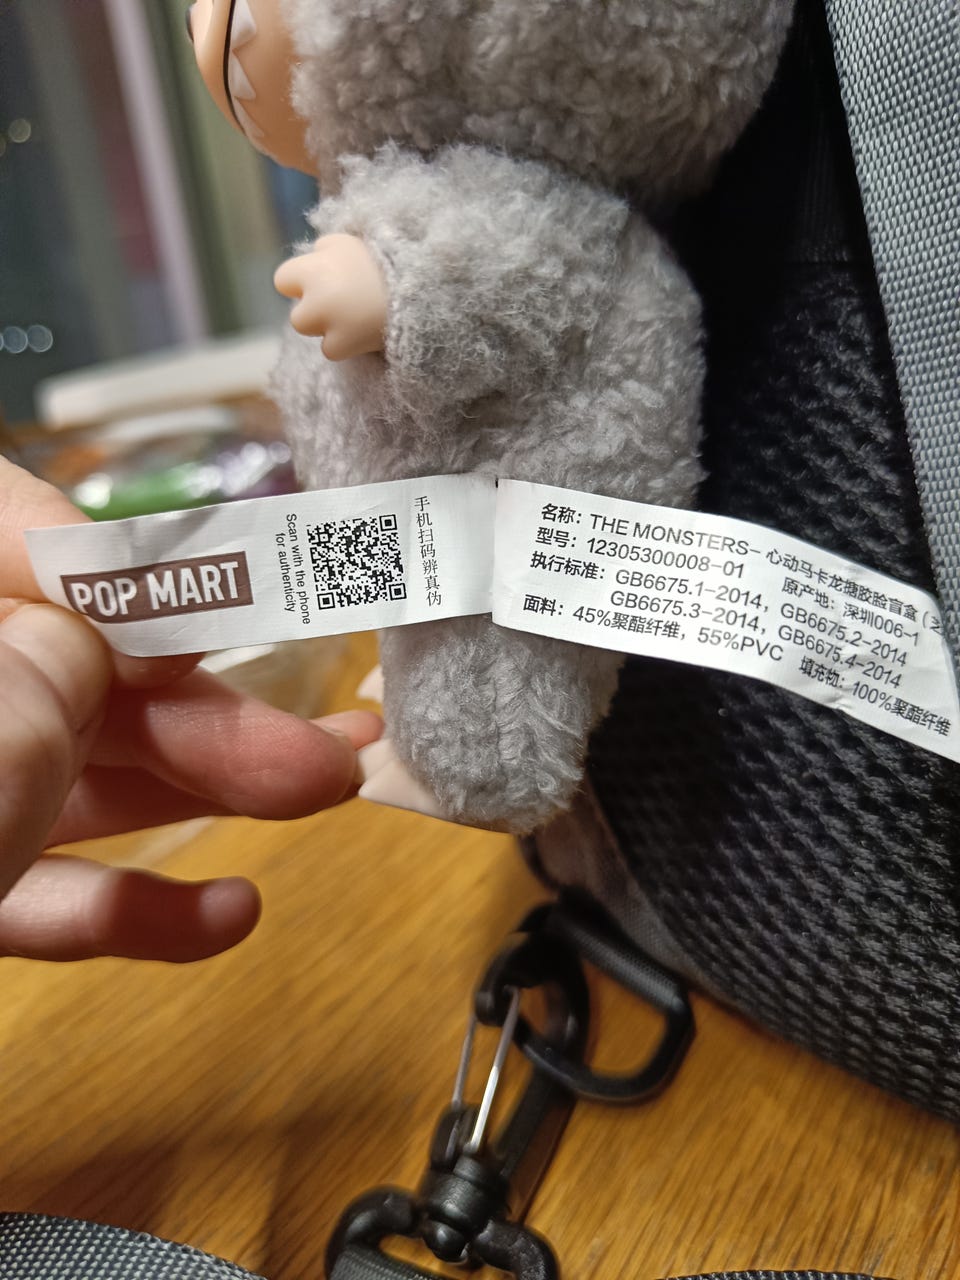 POP MART
Scan with the phone
for authenticity
手机扫码辨真伪
名称：THE MONSTERS－ 心动马卡龙搪胶脸盲盒（
型号：12305300008-01 原产地：深圳006-1
执行标准：GB6675.1-2014，GB6675.2-2014
GB6675.3-2014，GB6675.4-2014
面料：45%聚酯纤维，55%PVC 填充物：100%聚酯纤维